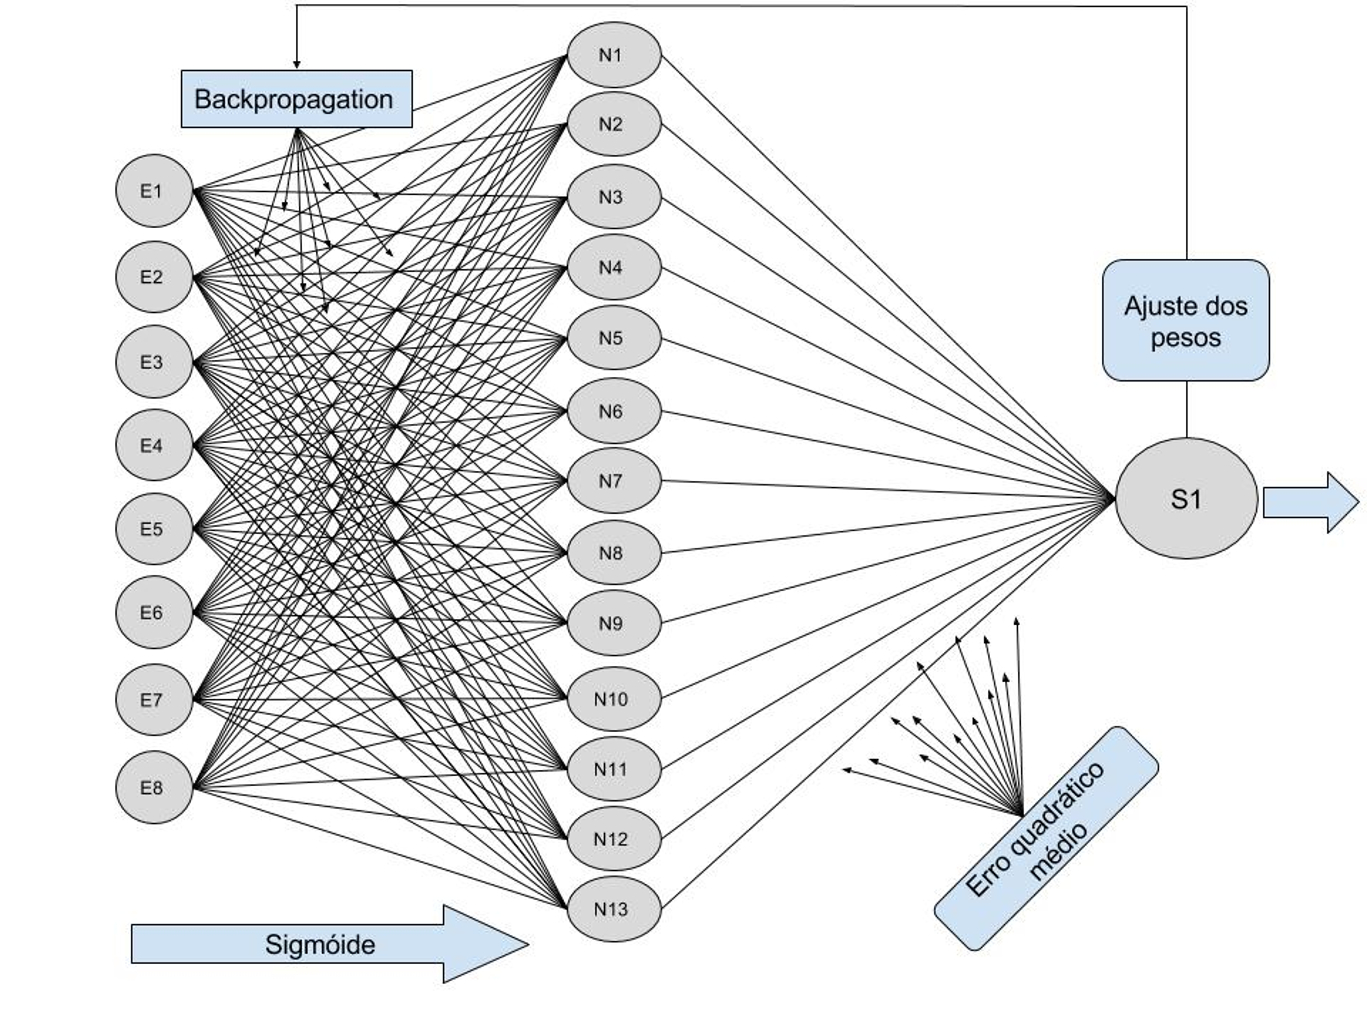 Backpropagation
E1
E2
E3
E4
E5
E6
E7
E8
N1
N2
N3
N4
N5
N6
N7
N8
N9
N10
N11
N12
N13
Ajuste dos
pesos
S1
Erro quadrático
médio
Sigmóide